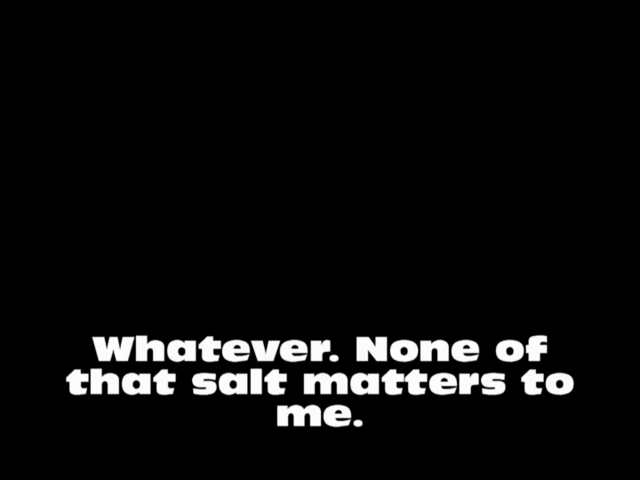 Whatever. None of
that salt matters to
me.